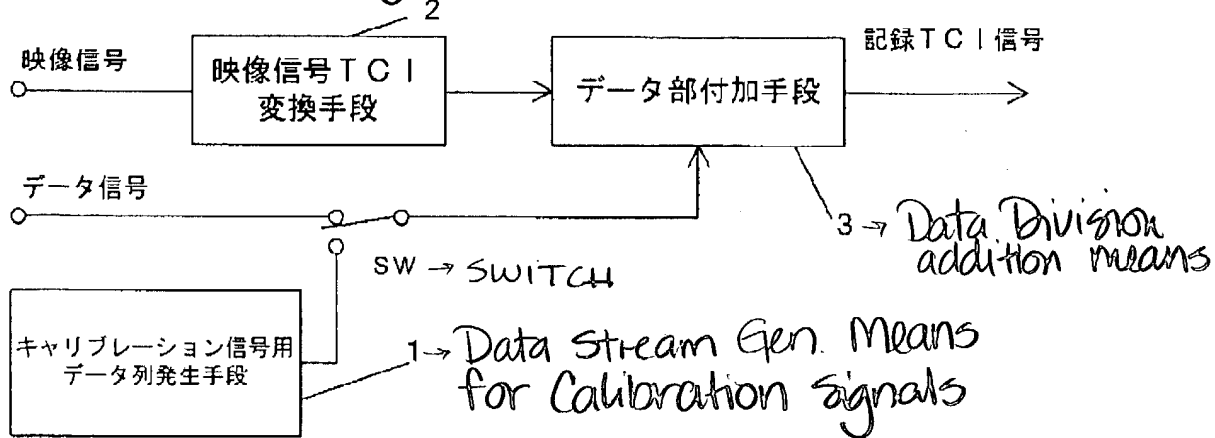 2
映像信号
映像信号TCI
変換手段
データ部付加手段
記録TCI信号
データ信号
3→ Data Division
addition means
SW → SWITCH
キャリブレーション信号用
データ列発生手段
1→ Data Stream Gen. Means
for Calibration signals